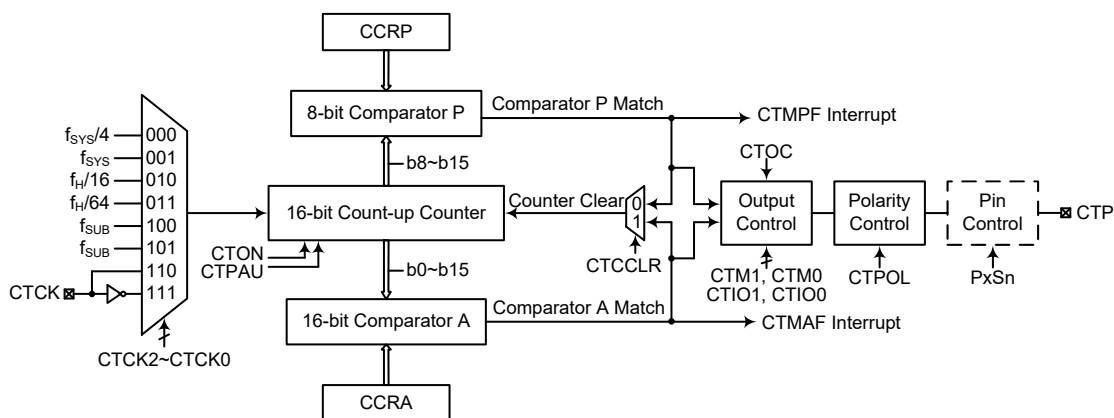 CCRP
8-bit Comparator P
Comparator P Match
CTMPF Interrupt
b8~b15
CTOC
fSYS/4
000
fSYS
001
fH/16
010
fH/64
011
fSUB
100
fSUB
101
110
CTCK
111
CTCK2~CTCK0
16-bit Count-up Counter
CTON
CTPAU
Counter Clear
0
1
CTCCLR
Output
Control
CTM1, CTM0
CTIO1, CTIO0
Polarity
Control
CTPOL
Pin
Control
PxSn
CTP
b0~b15
16-bit Comparator A
Comparator A Match
CTMAF Interrupt
CCRA